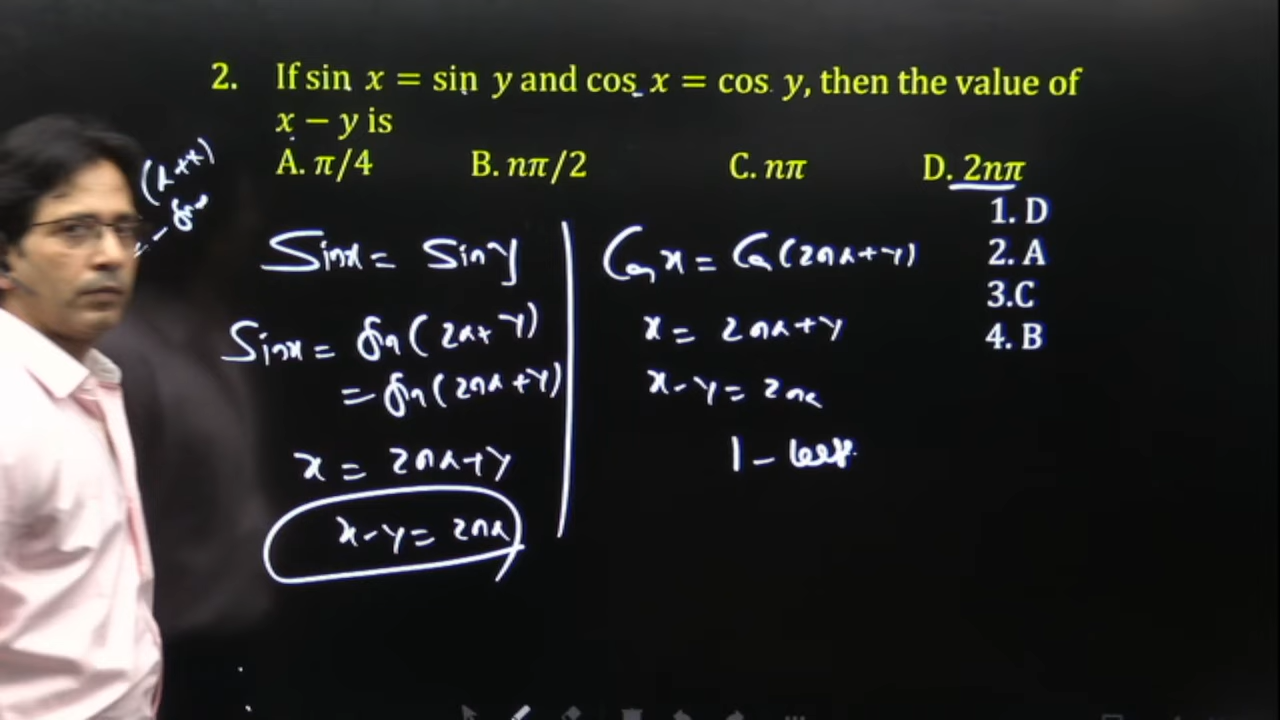 2. If sin x = sin y and cos x = cos y, then the value of
x − y is
A. π/4 B. nπ/2 C. nπ D. 2nπ
1. D
2. A
3.C
4. B
Sinx = Siny
Sinx = Sin(2π+y)
= Sin(2nπ+y)
x = 2nπ+y
x-y = 2nπ
Cos x = Cos(2nπ+y)
x = 2nπ+y
x-y = 2nπ